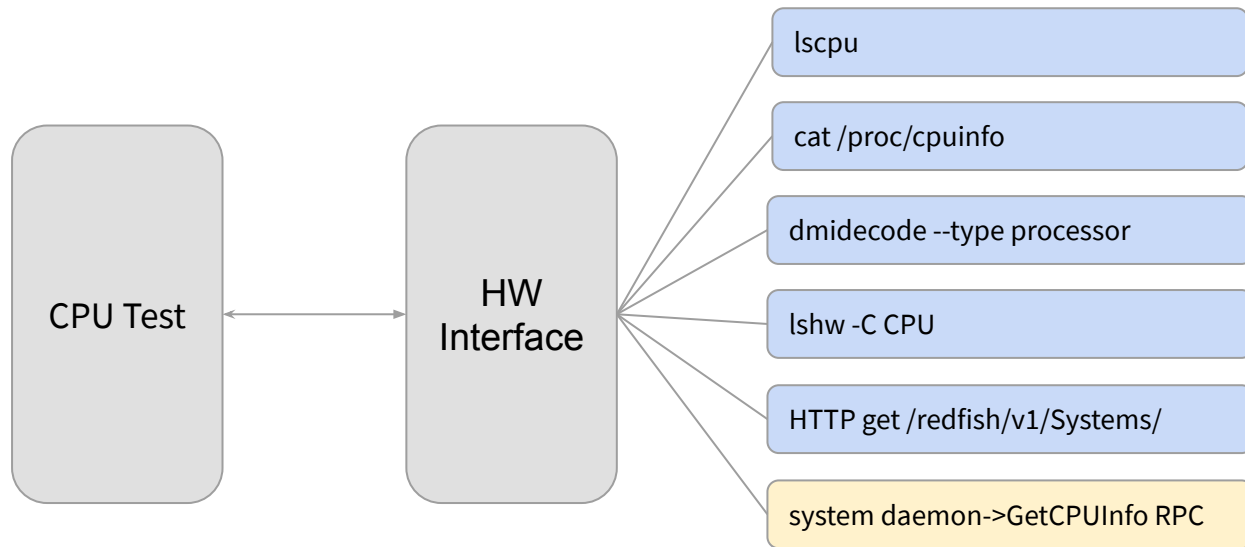 CPU Test
HW
Interface
lscpu
cat /proc/cpuinfo
dmidecode --type processor
lshw -C CPU
HTTP get /redfish/v1/Systems/
system daemon->GetCPUInfo RPC